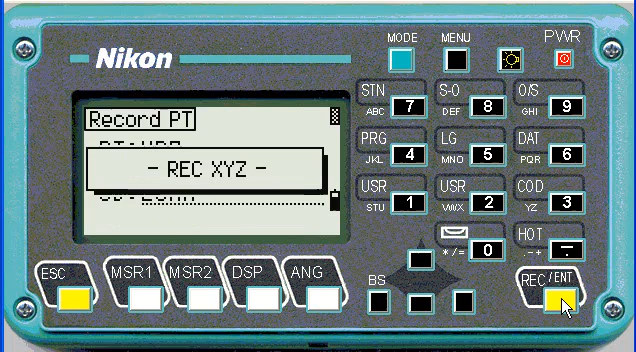 Nikon
MODE MENU PWR
Record PT
- REC XYZ -
STN ABC 7 S-O DEF 8 O/S GHI 9
PRG JKL 4 LG MNO 5 DAT PQR 6
USR STU 1 USR VWX 2 COD YZ 3
*/= 0 HOT .-+
ESC MSR1 MSR2 DSP ANG BS REC/ENT